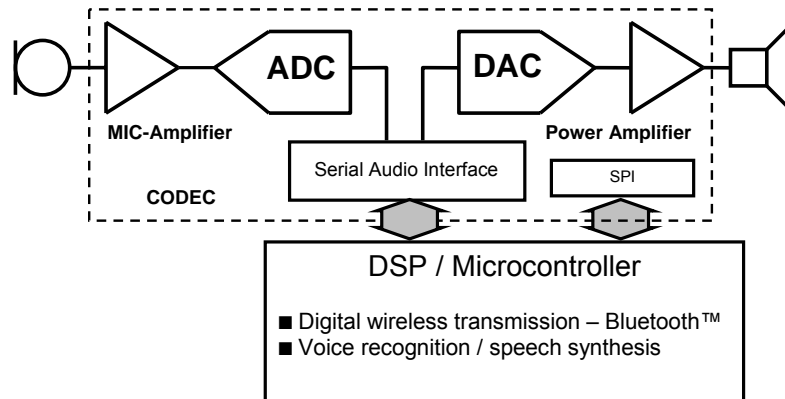 ADC
DAC
MIC-Amplifier
Power Amplifier
Serial Audio Interface
SPI
CODEC
DSP / Microcontroller
■ Digital wireless transmission – Bluetooth™
■ Voice recognition / speech synthesis